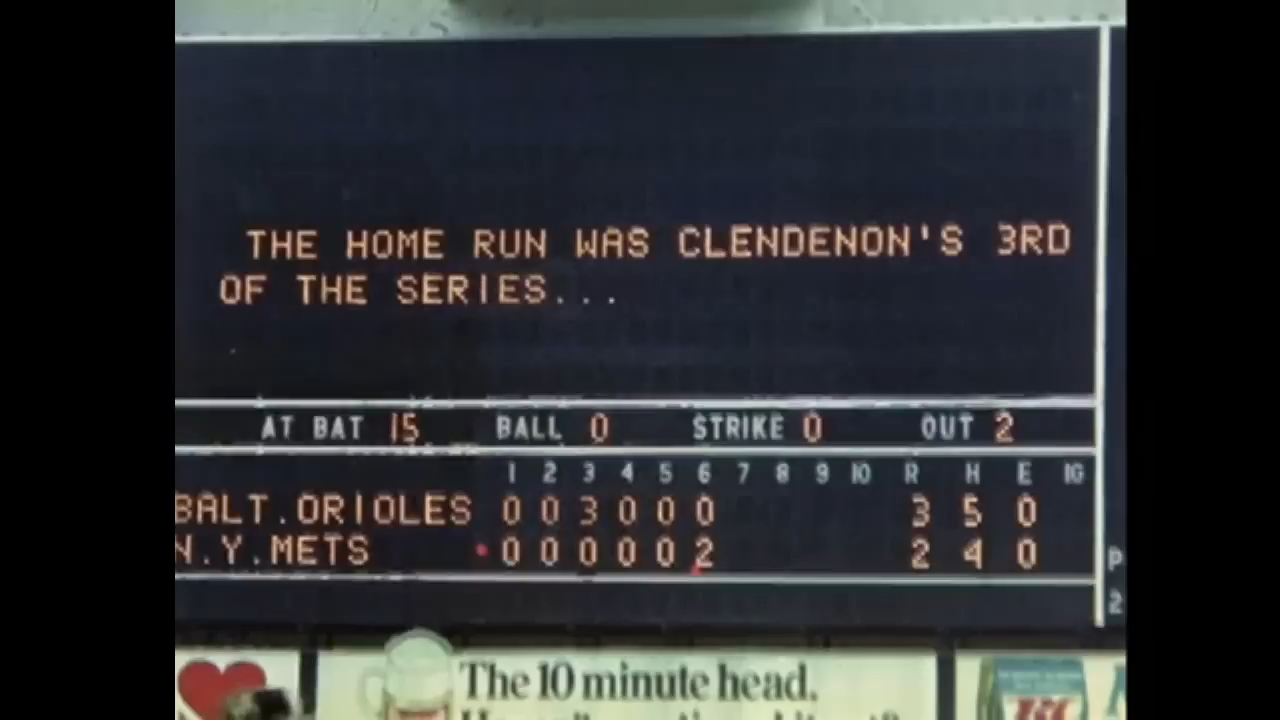 THE HOME RUN WAS CLENDENON'S 3RD
OF THE SERIES...
AT BAT 15 BALL 0 STRIKE 0 OUT 2
1 2 3 4 5 6 7 8 9 10 R H E
BALT.ORIOLES 0 0 3 0 0 0 3 5 0
N.Y.METS 0 0 0 0 0 2 2 4 0
P
2
The 10 minute head.